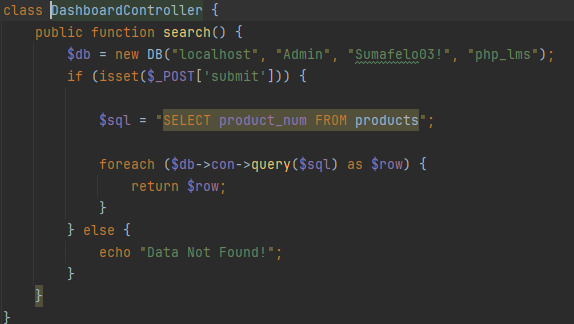 class DashboardController {
    public function search() {
        $db = new DB("localhost", "Admin", "Sumafelo03!", "php_lms");
        if (isset($_POST['submit'])) {

            $sql = "SELECT product_num FROM products";

            foreach ($db->con->query($sql) as $row) {
                return $row;
            }
        } else {
            echo "Data Not Found!";
        }
    }
}